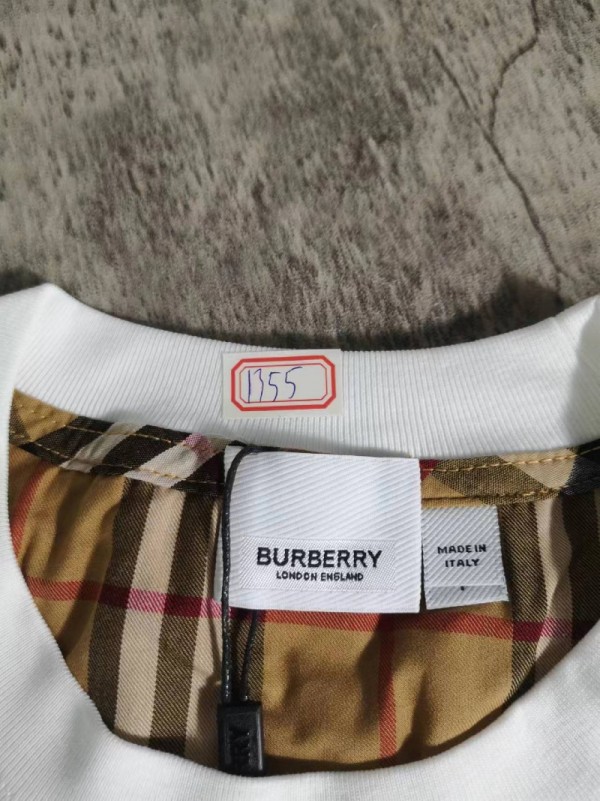 1355
BURBERRY
LONDON ENGLAND
MADE IN
ITALY